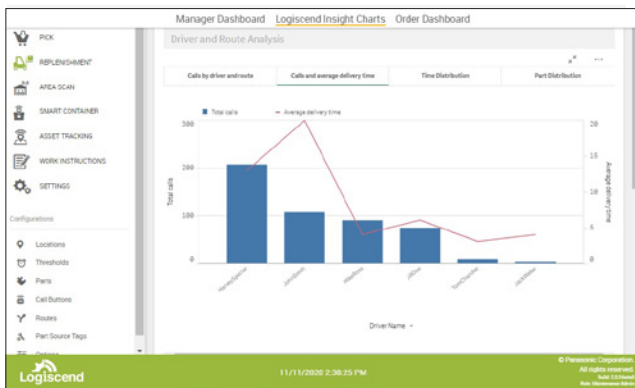 Manager Dashboard Logiscend Insight Charts Order Dashboard
PICK
REPLENISHMENT
AREA SCAN
SMART CONTAINER
ASSET TRACKING
WORK INSTRUCTIONS
SETTINGS
Configurations
Locations
Thresholds
Parts
Call Buttons
Routes
Part Source Tags
Driver and Route Analysis
Calls by driver and route
Calls and average delivery time
Time Distribution
Part Distribution
Total calls
Average delivery time
300
200
100
0
Total calls
20
15
10
5
0
Average delivery time
Driver Name
Logiscend
11/11/2020 2:38:25 PM
© Panasonic Corporation.
All rights reserved.